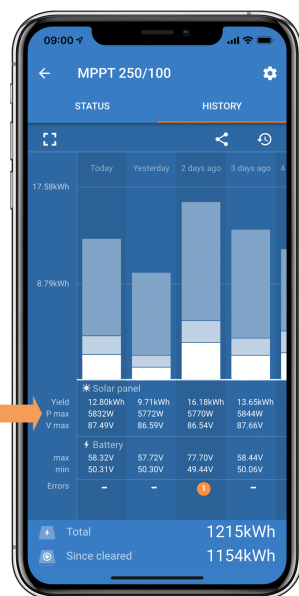 09:00
MPPT 250/100
STATUS HISTORY
Today Yesterday 2 days ago 3 days ago 4
17.58kWh
8.79kWh
Solar panel
Yield 12.80kWh 9.71kWh 16.18kWh 13.65kWh
P max 5832W 5772W 5770W 5844W
V max 87.49V 86.59V 86.54V 87.66V
Battery
max 58.32V 57.72V 77.70V 58.44V
min 50.31V 50.30V 49.44V 50.06V
Errors – – 1 –
Total 1215kWh
Since cleared 1154kWh